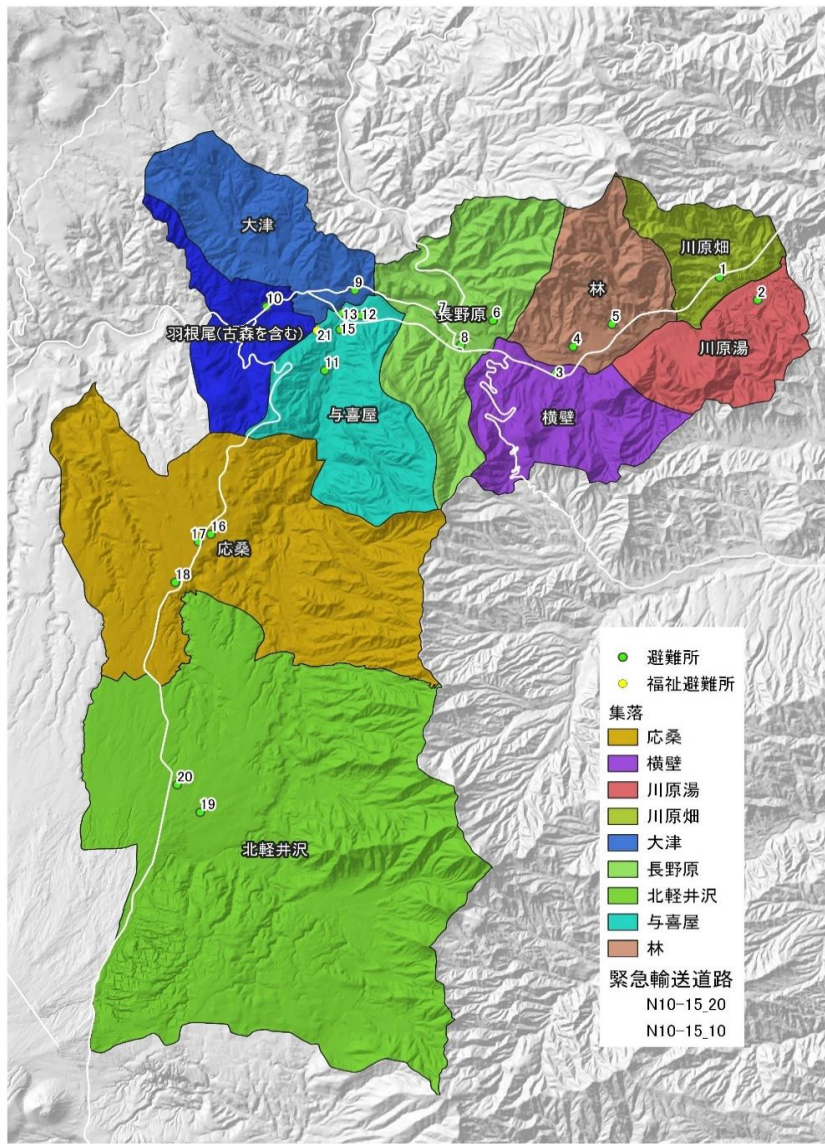 大津
川原畑
1
2
林
9
10
長野原
7
6
13 12
5
羽根尾(古森を含む)
21
15
8
4
川原湯
11
3
与喜屋
横壁
16
17
応桑
18
避難所
福祉避難所
集落
応桑
横壁
川原湯
川原畑
大津
長野原
北軽井沢
与喜屋
林
緊急輸送道路
N10-15_20
N10-15_10
20
19
北軽井沢